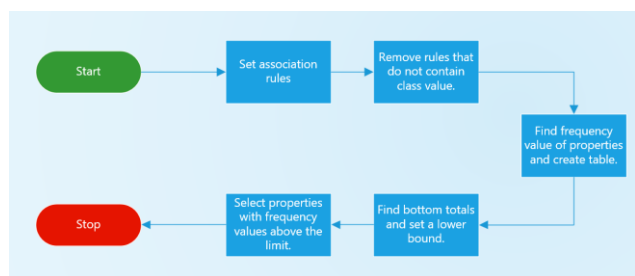 Start
Set association
rules
Remove rules that
do not contain
class value.
Find frequency
value of properties
and create table.
Find bottom totals
and set a lower
bound.
Select properties
with frequency
values above the
limit.
Stop